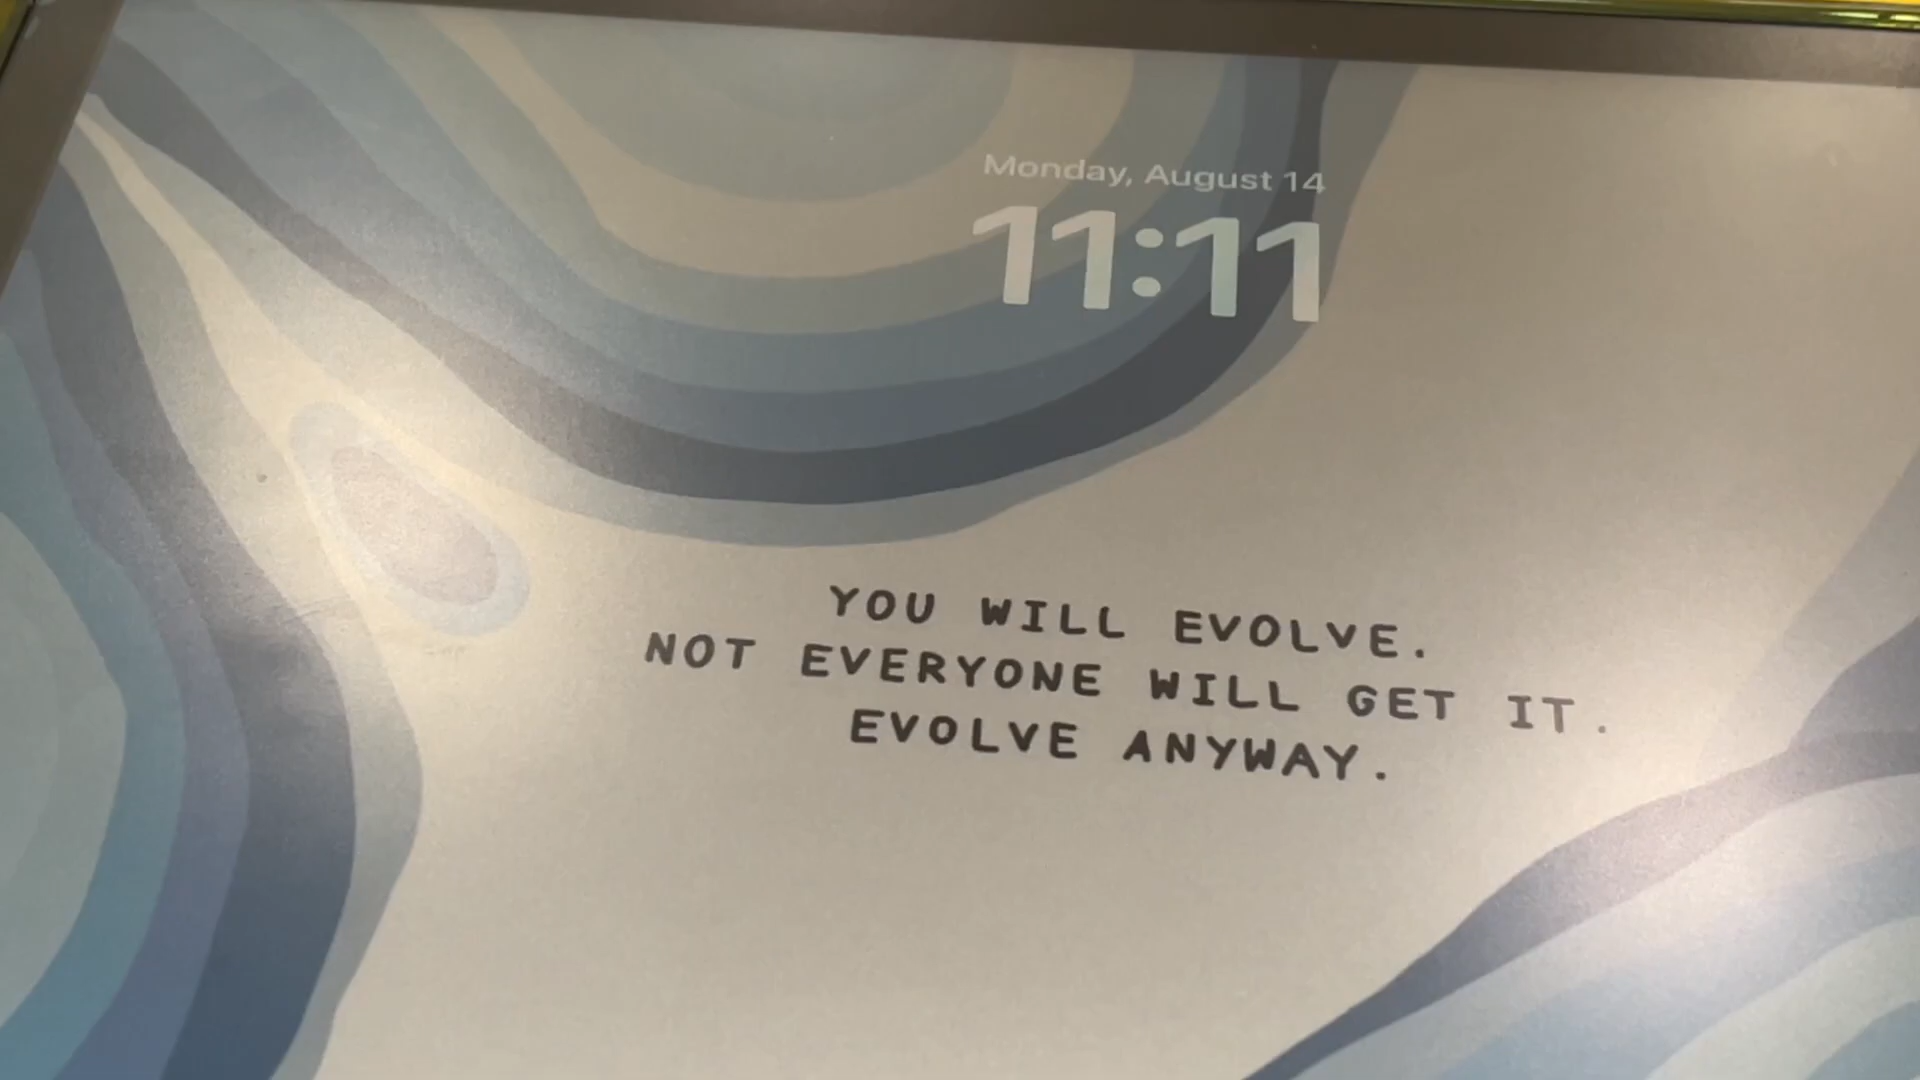 Monday, August 14
11:11
YOU WILL EVOLVE.
NOT EVERYONE WILL GET IT.
EVOLVE ANYWAY.